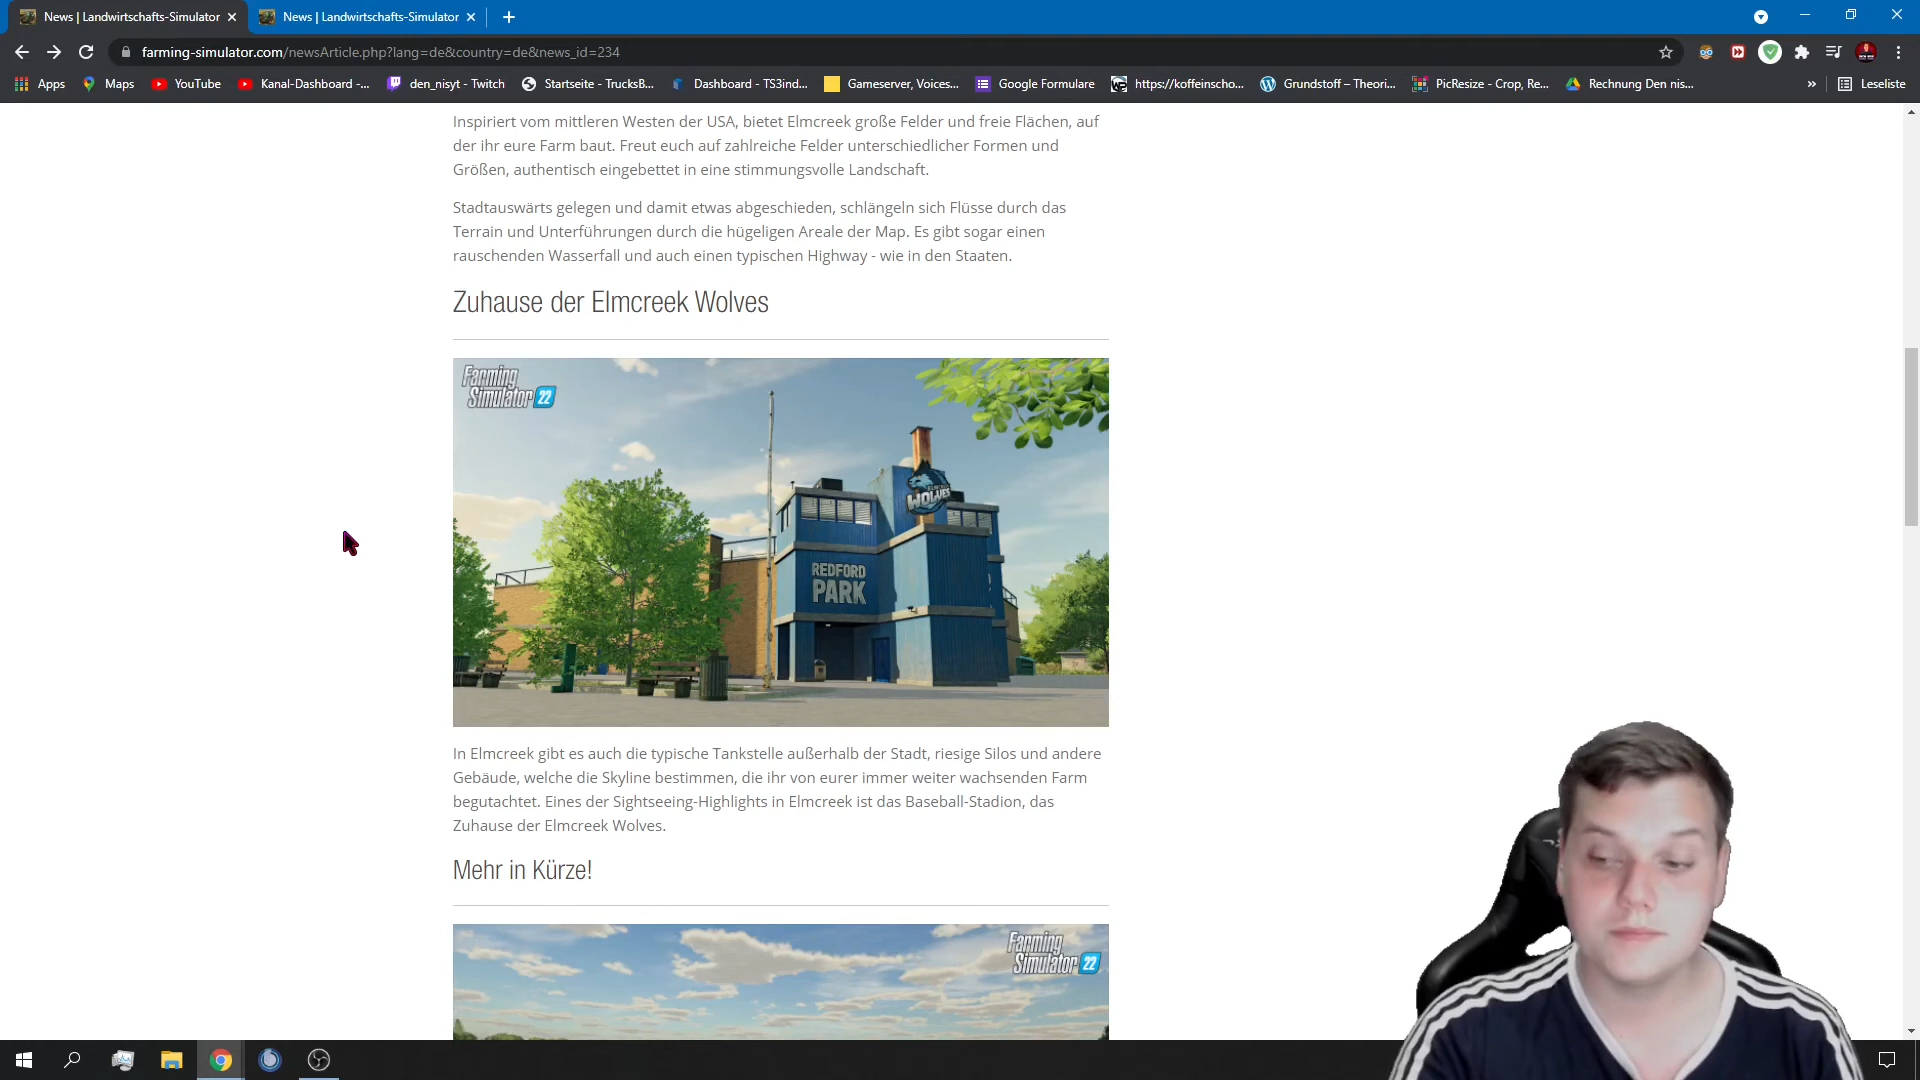 News | Landwirtschafts-Simulator
News | Landwirtschafts-Simulator
farming-simulator.com/newsArticle.php?lang=de&country=de&news_id=234
Apps
Maps
YouTube
Kanal-Dashboard -...
den_nisyt - Twitch
Startseite - TrucksB...
Dashboard - TS3ind...
Gameserver, Voices...
Google Formulare
https://koffeinscho...
Grundstoff – Theori...
PicResize - Crop, Re...
Rechnung Den nis...
»
Leseliste
Inspiriert vom mittleren Westen der USA, bietet Elmcreek große Felder und freie Flächen, auf
der ihr eure Farm baut. Freut euch auf zahlreiche Felder unterschiedlicher Formen und
Größen, authentisch eingebettet in eine stimmungsvolle Landschaft.
Stadtauswärts gelegen und damit etwas abgeschieden, schlängeln sich Flüsse durch das
Terrain und Unterführungen durch die hügeligen Areale der Map. Es gibt sogar einen
rauschenden Wasserfall und auch einen typischen Highway - wie in den Staaten.
Zuhause der Elmcreek Wolves
Farming
Simulator 22
WOLVES
REDFORD
PARK
In Elmcreek gibt es auch die typische Tankstelle außerhalb der Stadt, riesige Silos und andere
Gebäude, welche die Skyline bestimmen, die ihr von eurer immer weiter wachsenden Farm
begutachtet. Eines der Sightseeing-Highlights in Elmcreek ist das Baseball-Stadion, das
Zuhause der Elmcreek Wolves.
Mehr in Kürze!
Farming
Simulator 22